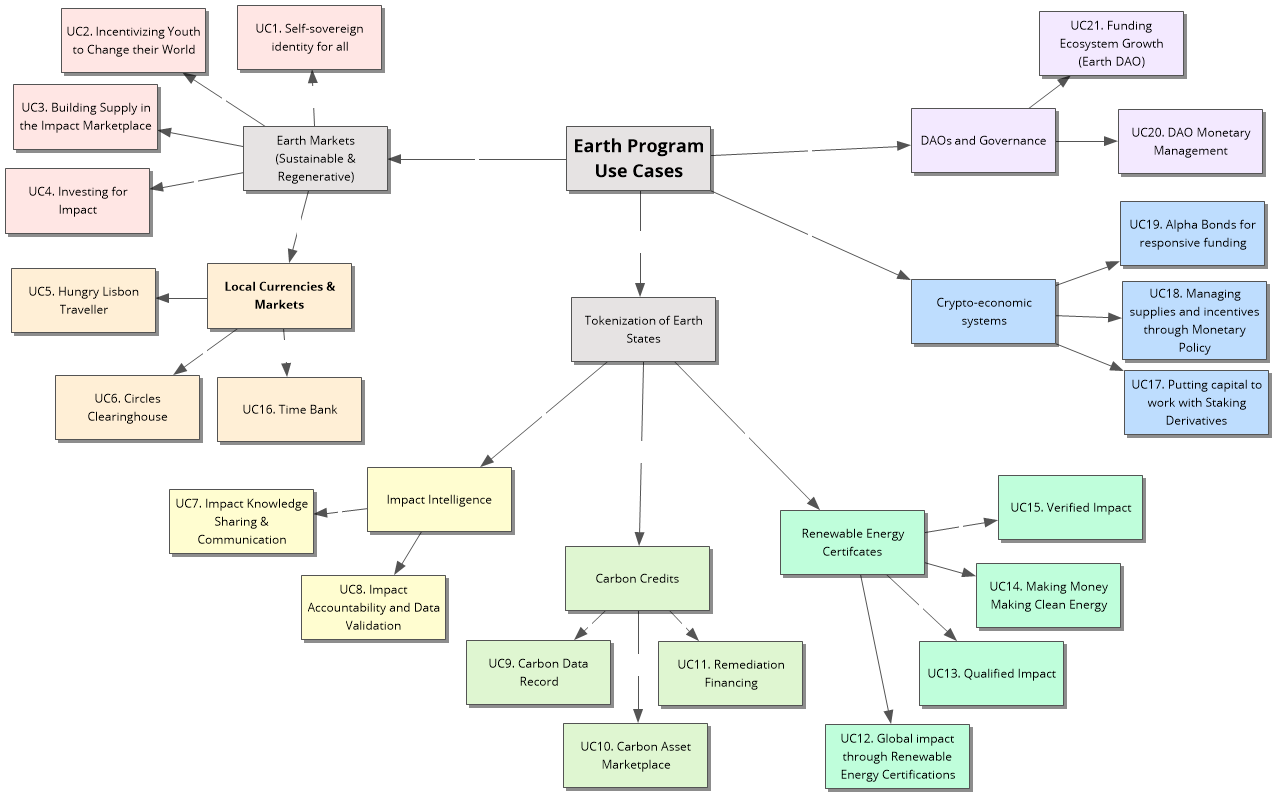 UC2. Incentivizing Youth
to Change their World
UC1. Self-sovereign
identity for all
UC21. Funding
Ecosystem Growth
(Earth DAO)
UC3. Building Supply in
the Impact Marketplace
Earth Markets
(Sustainable &
Regenerative)
Earth Program
Use Cases
DAOs and Governance
UC20. DAO Monetary
Management
UC4. Investing for
Impact
UC19. Alpha Bonds for
responsive funding
UC5. Hungry Lisbon
Traveller
Local Currencies &
Markets
Tokenization of Earth
States
Crypto-economic
systems
UC18. Managing
supplies and incentives
through Monetary
Policy
UC6. Circles
Clearinghouse
UC16. Time Bank
UC17. Putting capital to
work with Staking
Derivatives
UC7. Impact Knowledge
Sharing &
Communication
Impact Intelligence
UC15. Verified Impact
Renewable Energy
Certifcates
UC8. Impact
Accountability and Data
Validation
Carbon Credits
UC14. Making Money
Making Clean Energy
UC9. Carbon Data
Record
UC11. Remediation
Financing
UC13. Qualified Impact
UC10. Carbon Asset
Marketplace
UC12. Global impact
through Renewable
Energy Certifications